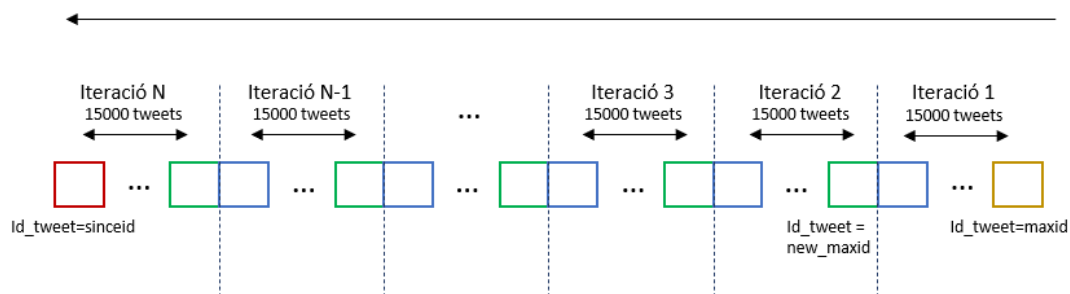 Iteració N
15000 tweets
Iteració N-1
15000 tweets
...
Iteració 3
15000 tweets
Iteració 2
15000 tweets
Iteració 1
15000 tweets
... ... ... ... ... ...
Id_tweet=sinceid
Id_tweet =
new_maxid
Id_tweet=maxid